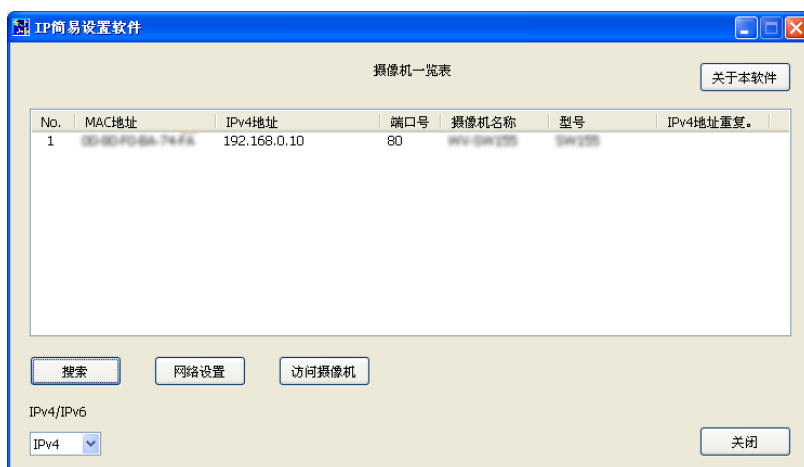 IP简易设置软件
摄像机一览表
关于本软件
No. MAC地址 IPv4地址 端口号 摄像机名称 型号 IPv4地址重复。
1 192.168.0.10 80
搜索 网络设置 访问摄像机
IPv4/IPv6
IPv4
关闭